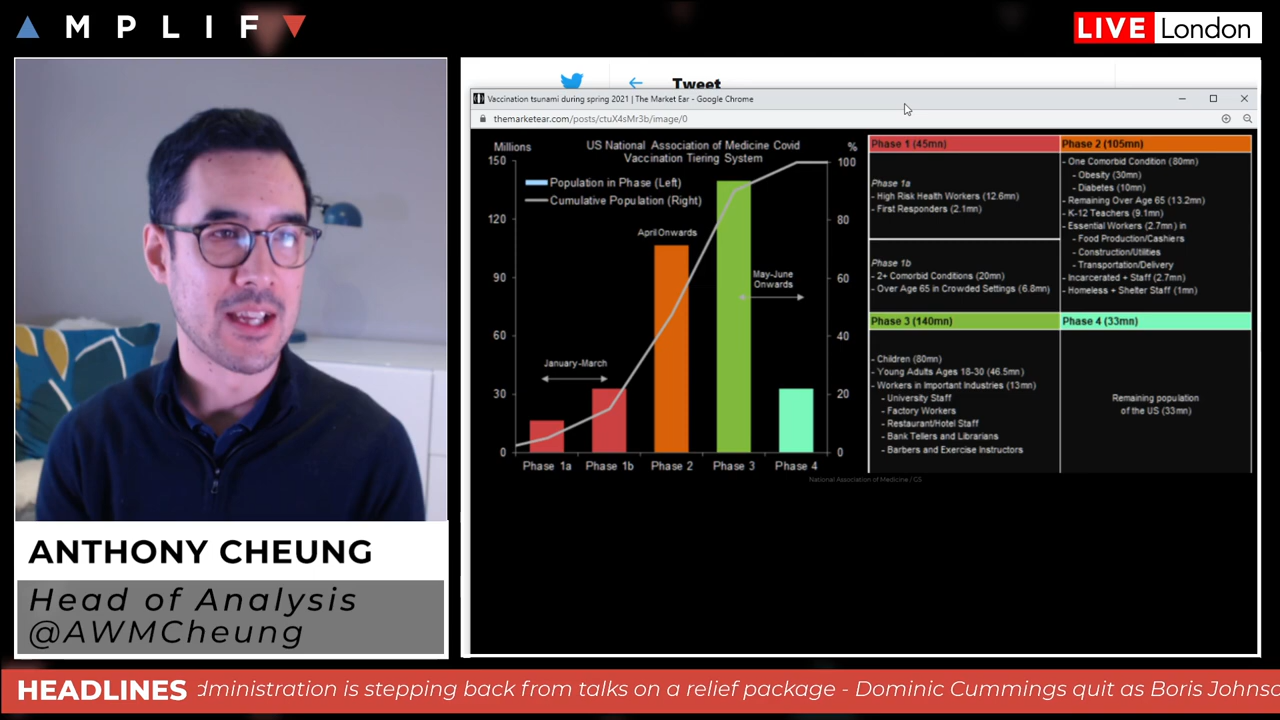 AMPLIFY
LIVE London
Tweet
Vaccination tsunami during spring 2021 | The Market Ear - Google Chrome
themarketear.com/posts/ctuX4sMr3b/image/0
Millions
US National Association of Medicine Covid
Vaccination Tiering System
%
150
120
90
60
30
0
Population in Phase (Left)
Cumulative Population (Right)
January-March
April Onwards
May-June
Onwards
100
80
60
40
20
0
Phase 1a
Phase 1b
Phase 2
Phase 3
Phase 4
Phase 1 (45mn)
Phase 1a
- High Risk Health Workers (12.6mn)
- First Responders (2.1mn)
Phase 1b
- 2+ Comorbid Conditions (20mn)
- Over Age 65 in Crowded Settings (6.8mn)
Phase 2 (105mn)
- One Comorbid Condition (80mn)
- Obesity (30mn)
- Diabetes (10mn)
- Remaining Over Age 65 (13.2mn)
- K-12 Teachers (9.1mn)
- Essential Workers (2.7mn) in
- Food Production/Cashiers
- Construction/Utilities
- Transportation/Delivery
- Incarcerated + Staff (2.7mn)
- Homeless + Shelter Staff (1mn)
Phase 3 (140mn)
- Children (80mn)
- Young Adults Ages 18-30 (46.5mn)
- Workers in Important Industries (13mn)
- University Staff
- Factory Workers
- Restaurant/Hotel Staff
- Bank Tellers and Librarians
- Barbers and Exercise Instructors
Phase 4 (33mn)
Remaining population
of the US (33mn)
National Association of Medicine / GS
ANTHONY CHEUNG
Head of Analysis
@AWMCheung
HEADLINES dministration is stepping back from talks on a relief package - Dominic Cummings quit as Boris Johnso